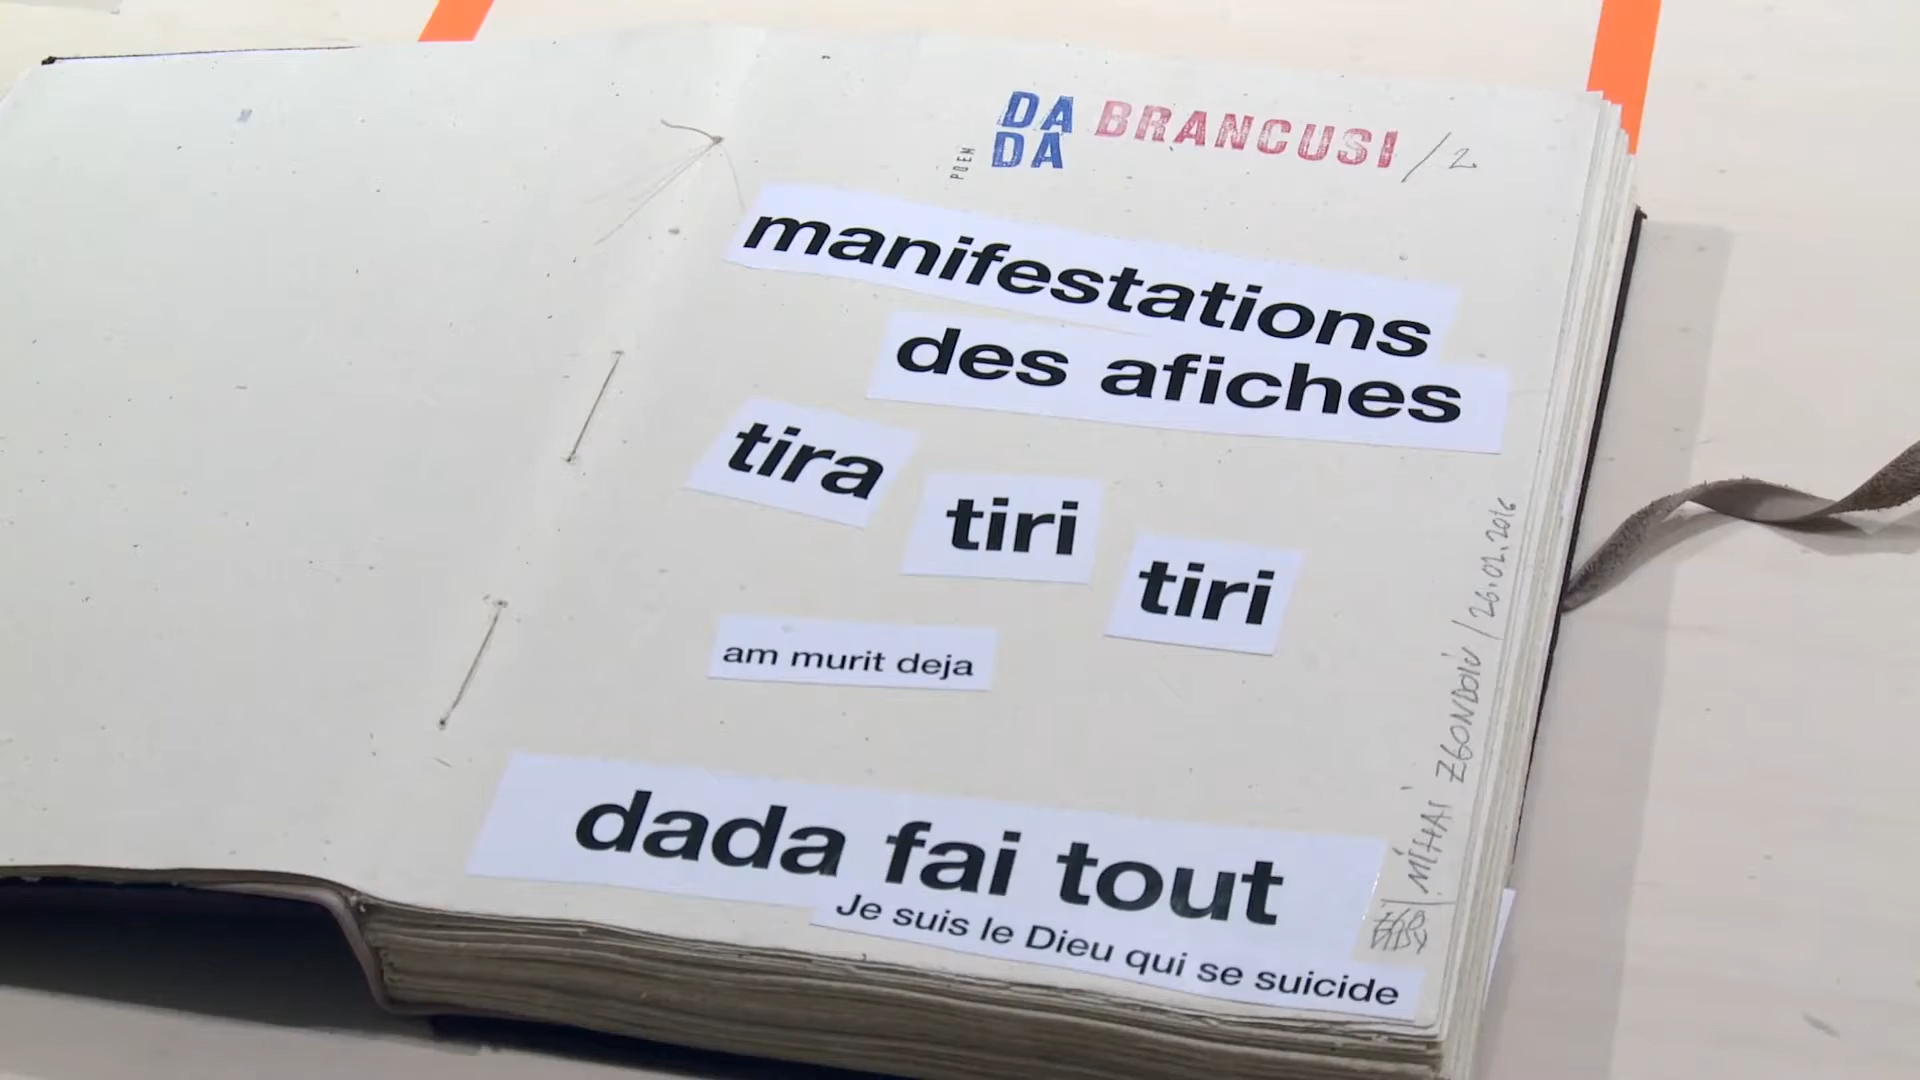 DA BRANCUSI / 2
DA
POEM
manifestations
des afiches
tira
tiri
tiri
am murit deja
dada fai tout
Je suis le Dieu qui se suicide
MIHAI ZGONDOIU / 26.02.2016